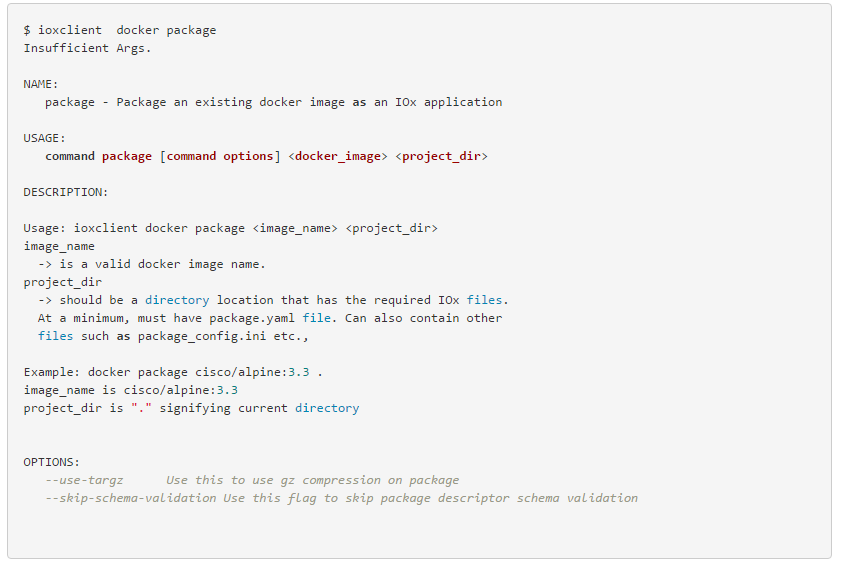 $ ioxclient  docker package
Insufficient Args.
NAME:
package - Package an existing docker image as an IOx application
USAGE:
command package [command options] <docker_image> <project_dir>
DESCRIPTION:
Usage: ioxclient docker package <image_name> <project_dir>
image_name
-> is a valid docker image name.
project_dir
-> should be a directory location that has the required IOx files.
At a minimum, must have package.yaml file. Can also contain other
files such as package_config.ini etc.,
Example: docker package cisco/alpine:3.3 .
image_name is cisco/alpine:3.3
project_dir is "." signifying current directory
OPTIONS:
--use-targz      Use this to use gz compression on package
--skip-schema-validation Use this flag to skip package descriptor schema validation